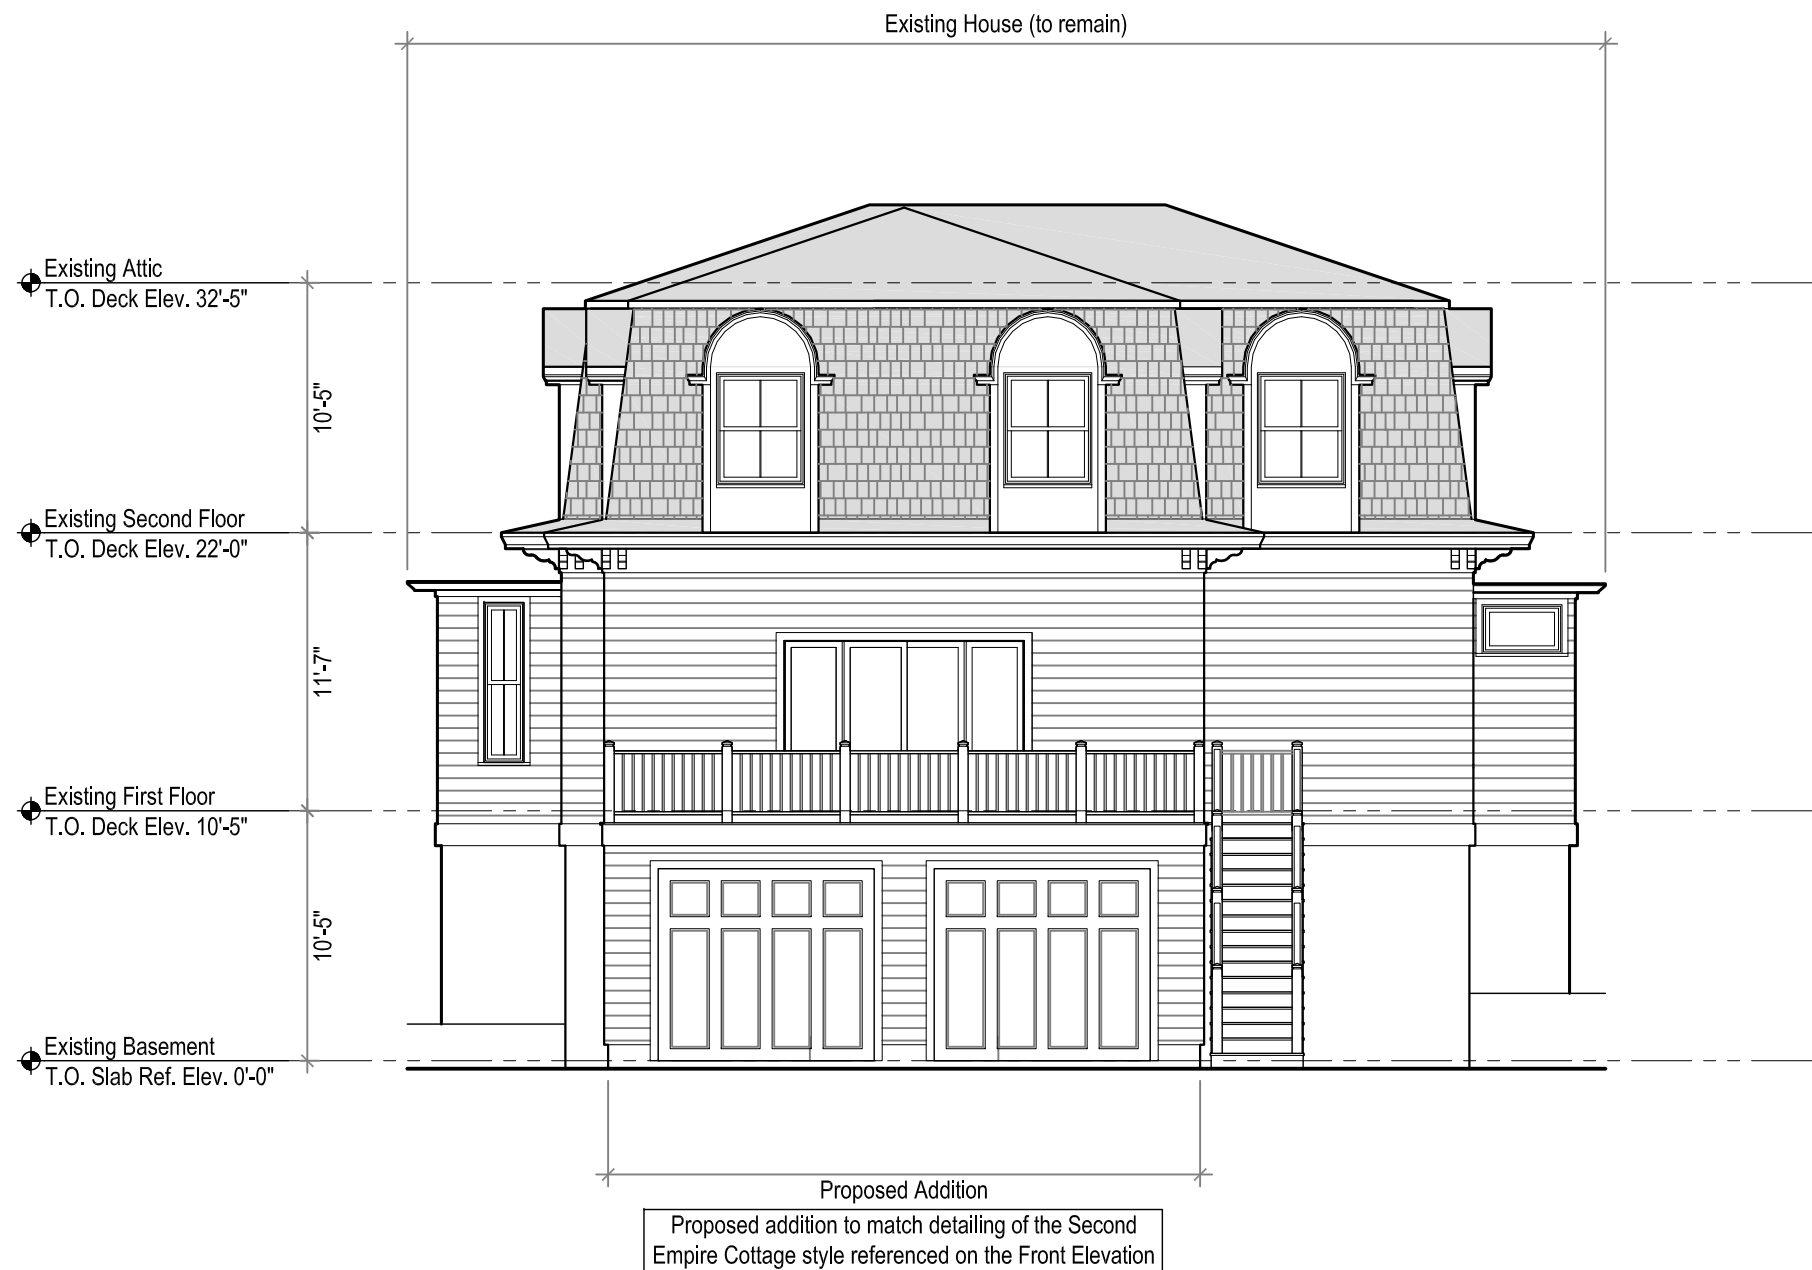 Existing House (to remain)
Existing Attic
T.O. Deck Elev. 32'-5"
10'-5"
Existing Second Floor
T.O. Deck Elev. 22'-0"
11'-7"
Existing First Floor
T.O. Deck Elev. 10'-5"
10'-5"
Existing Basement
T.O. Slab Ref. Elev. 0'-0"
Proposed Addition
Proposed addition to match detailing of the Second
Empire Cottage style referenced on the Front Elevation